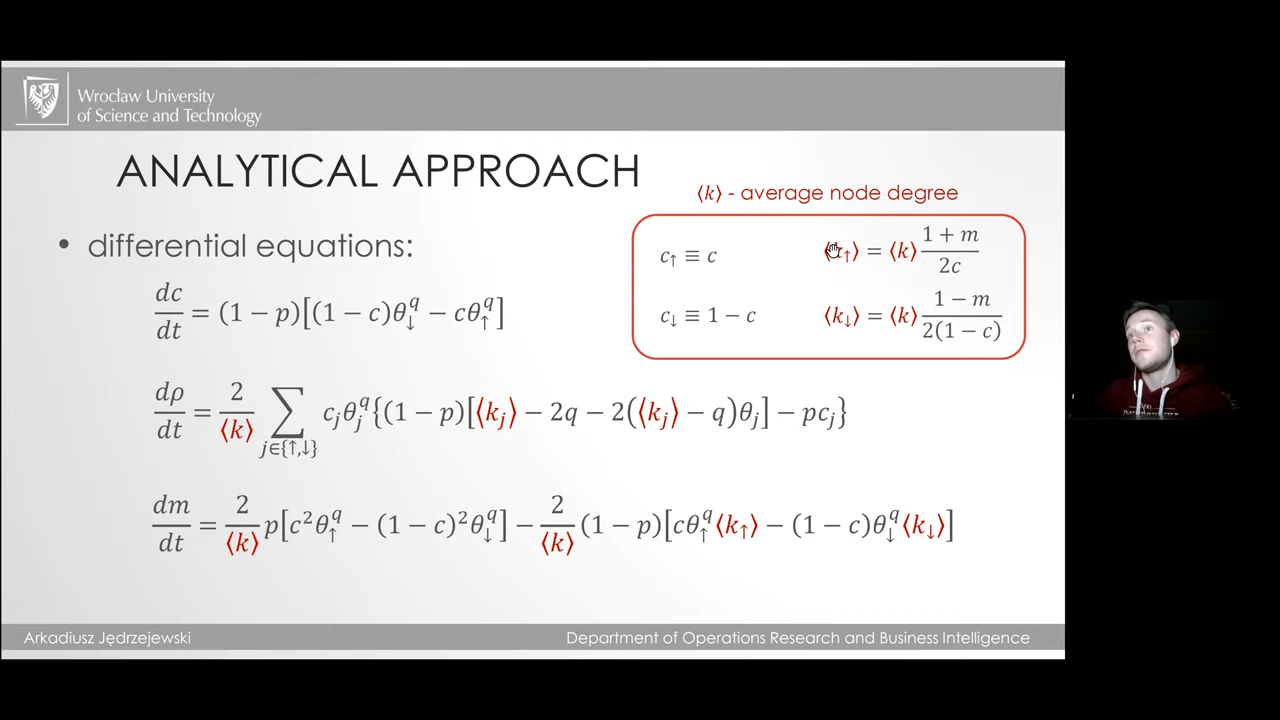 Wrocław University
of Science and Technology
ANALYTICAL APPROACH
⟨k⟩ - average node degree
• differential equations:
c↑ ≡ c
⟨k↑⟩ = ⟨k⟩ (1 + m)/(2c)
c↓ ≡ 1 − c
⟨k↓⟩ = ⟨k⟩ (1 − m)/(2(1 − c))
dc/dt = (1 − p)[(1 − c)θ↓^q − cθ↑^q]
dρ/dt = 2/⟨k⟩ ∑_{j∈{↑,↓}} c_j θ_j^q {(1 − p)[⟨k_j⟩ − 2q − 2(⟨k_j⟩ − q)θ_j] − pc_j}
dm/dt = 2/⟨k⟩ p[c²θ↑^q − (1 − c)²θ↓^q] − 2/⟨k⟩ (1 − p)[cθ↑^q⟨k↑⟩ − (1 − c)θ↓^q⟨k↓⟩]
Arkadiusz Jędrzejewski
Department of Operations Research and Business Intelligence